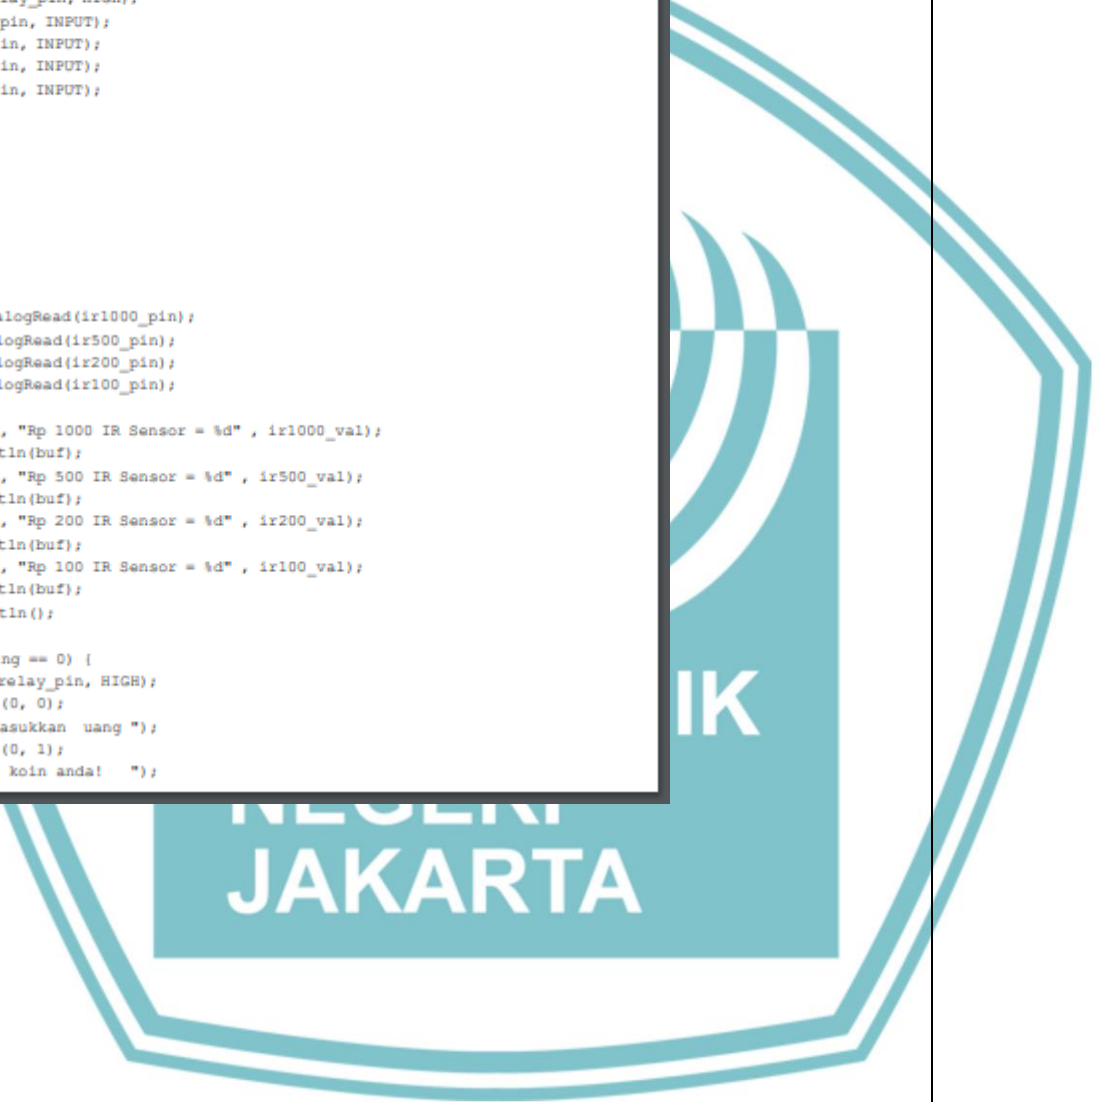 pin, INPUT);
in, INPUT);
in, INPUT);
in, INPUT);
alogRead(ir1000_pin);
logRead(ir500_pin);
logRead(ir200_pin);
logRead(ir100_pin);
, "Rp 1000 IR Sensor = %d" , ir1000_val);
tln(buf);
, "Rp 500 IR Sensor = %d" , ir500_val);
tln(buf);
, "Rp 200 IR Sensor = %d" , ir200_val);
tln(buf);
, "Rp 100 IR Sensor = %d" , ir100_val);
tln(buf);
tln();
ng == 0) {
relay_pin, HIGH);
(0, 0);
asukkan  uang ");
(0, 1);
koin anda!   ");
IK
NEGERI
JAKARTA